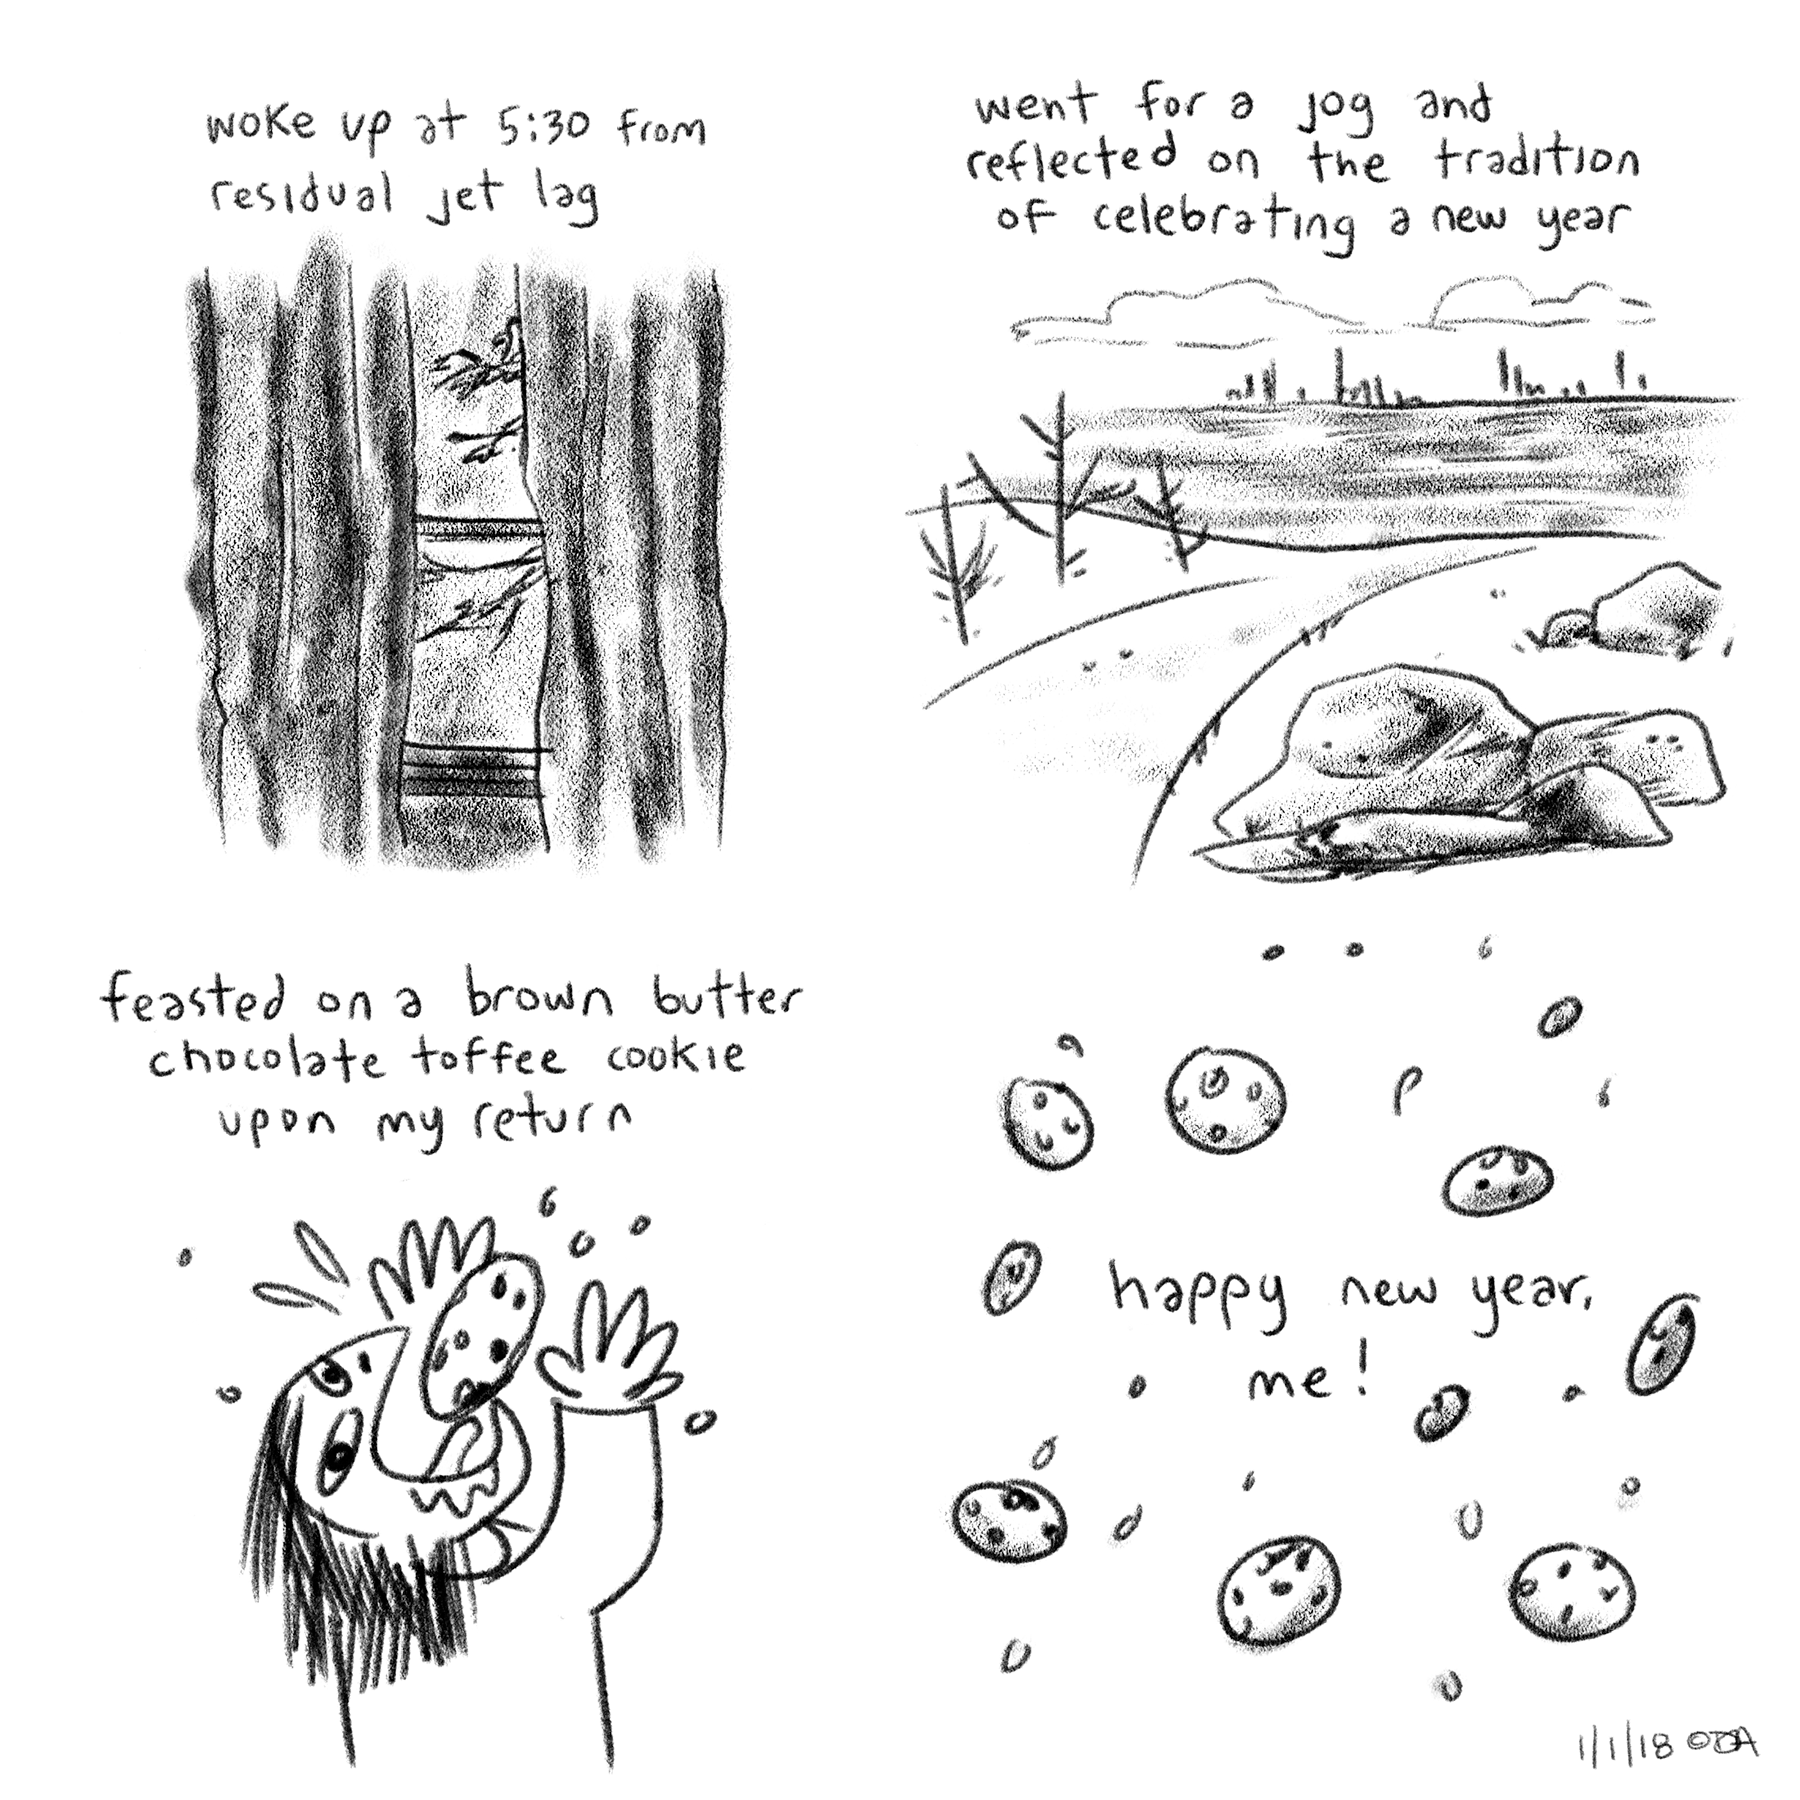 woke up at 5:30 from
residual jet lag
went for a jog and
reflected on the tradition
of celebrating a new year
feasted on a brown butter
chocolate toffee cookie
upon my return
happy new year,
me!
1/1/18